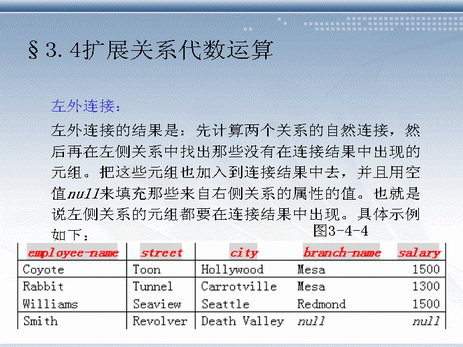 §3.4扩展关系代数运算
左外连接：
左外连接的结果是：先计算两个关系的自然连接，然
后再在左侧关系中找出那些没有在连接结果中出现的
元组。把这些元组也加入到连接结果中去，并且用空
值null来填充那些来自右侧关系的属性的值。也就是
说左侧关系的元组都要在连接结果中出现。具体示例
如下：
图3-4-4
employee-name street city branch-name salary
Coyote Toon Hollywood Mesa 1500
Rabbit Tunnel Carrotville Mesa 1300
Williams Seaview Seattle Redmond 1500
Smith Revolver Death Valley null null